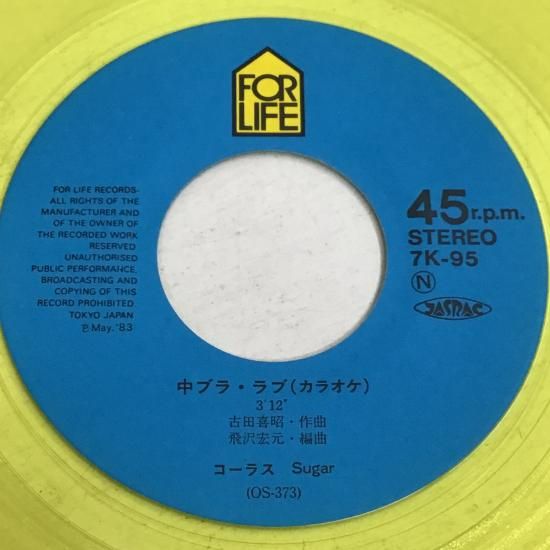 FOR
LIFE
FOR LIFE RECORDS-
ALL RIGHTS OF THE
MANUFACTURER AND
OF THE OWNER OF
THE RECORDED WORK
RESERVED
UNAUTHORISED
PUBLIC PERFORMANCE,
BROADCASTING AND
COPYING OF THIS
RECORD PROHIBITED.
TOKYO JAPAN
℗ May. '83
45r.p.m.
STEREO
7K-95
Ⓝ JASRAC
中ブラ・ラブ(カラオケ)
3'12"
古田喜昭・作曲
飛沢宏元・編曲
コーラス Sugar
(OS-373)